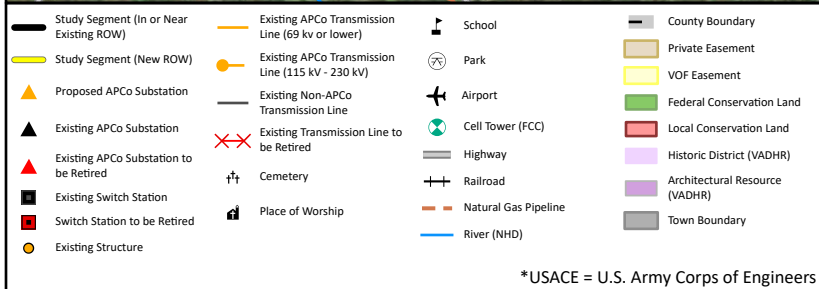 Study Segment (In or Near
Existing ROW)
Study Segment (New ROW)
Proposed APCo Substation
Existing APCo Substation
Existing APCo Substation to
be Retired
Existing Switch Station
Switch Station to be Retired
Existing Structure
Existing APCo Transmission
Line (69 kv or lower)
Existing APCo Transmission
Line (115 kV - 230 kV)
Existing Non-APCo
Transmission Line
Existing Transmission Line to
be Retired
Cemetery
Place of Worship
School
Park
Airport
Cell Tower (FCC)
Highway
Railroad
Natural Gas Pipeline
River (NHD)
County Boundary
Private Easement
VOF Easement
Federal Conservation Land
Local Conservation Land
Historic District (VADHR)
Architectural Resource
(VADHR)
Town Boundary
*USACE = U.S. Army Corps of Engineers